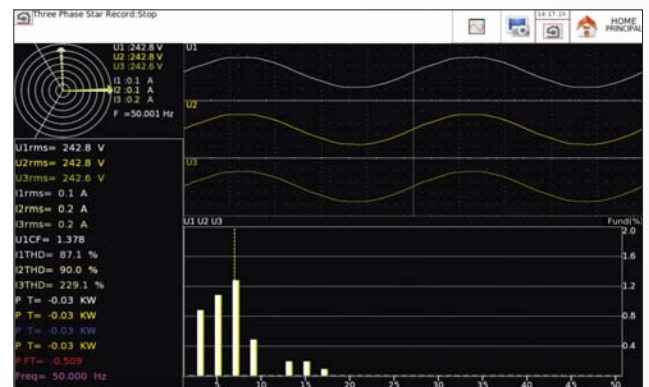 Three Phase Star Record:Stop
14:17:19
HOME
PRINCIPAL
U1 :242.8 V
U2 :242.8 V
U3 :242.6 V
I1 :0.1 A
I2 :0.1 A
I3 :0.2 A
F =50.001 Hz
U1
U2
U3
U1rms= 242.8 V
U2rms= 242.8 V
U3rms= 242.6 V
I1rms= 0.1 A
I2rms= 0.2 A
I3rms= 0.2 A
U1CF= 1.378
I1THD= 87.1 %
I2THD= 90.0 %
I3THD= 229.1 %
P T= -0.03 KW
P T= -0.03 KW
P T= -0.03 KW
P T= -0.03 KW
P.FT= -0.509
Freq= 50.000 Hz
U1 U2 U3
Fund(%)
2.0
1.6
1.2
0.8
0.4
5 10 15 20 25 30 35 40 45 50